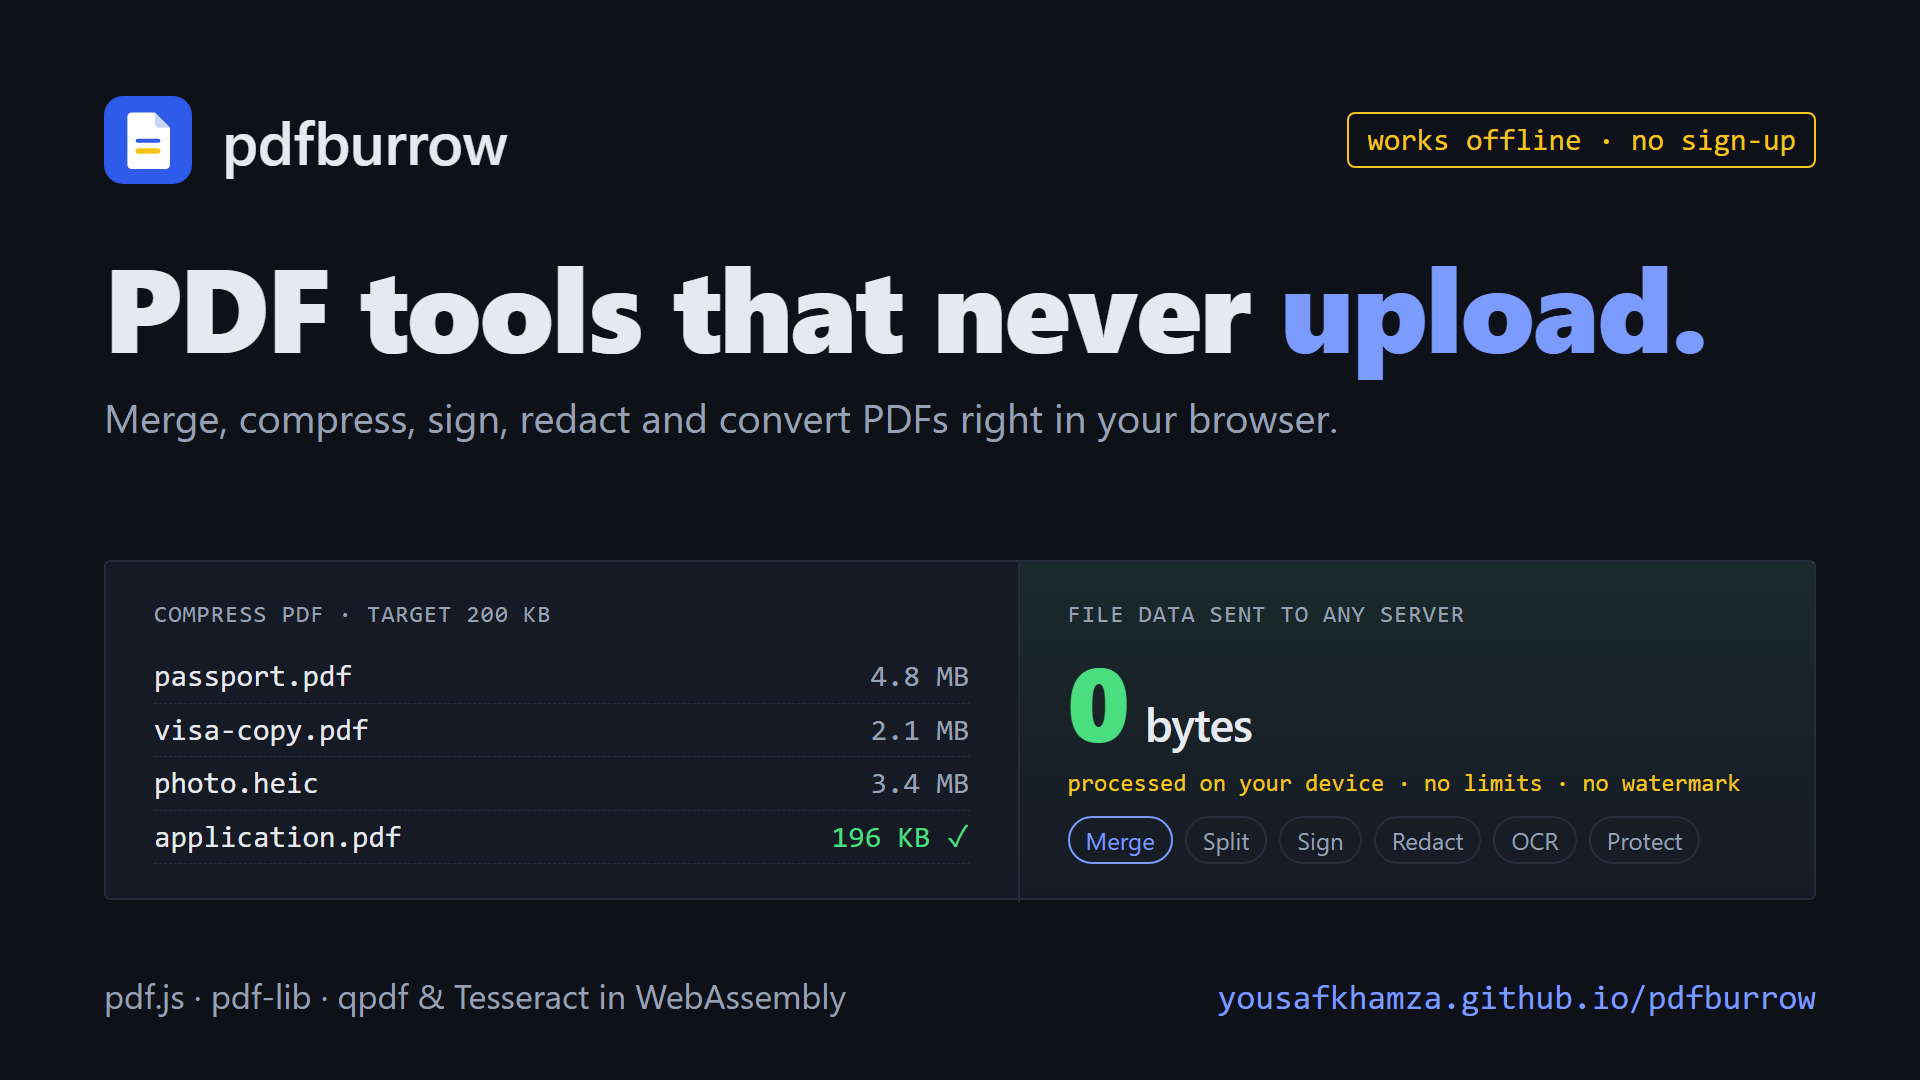 pdfburrow
works offline · no sign-up
PDF tools that never upload.
Merge, compress, sign, redact and convert PDFs right in your browser.
COMPRESS PDF · TARGET 200 KB
passport.pdf 4.8 MB
visa-copy.pdf 2.1 MB
photo.heic 3.4 MB
application.pdf 196 KB ✓
FILE DATA SENT TO ANY SERVER
0 bytes
processed on your device · no limits · no watermark
Merge Split Sign Redact OCR Protect
pdf.js · pdf-lib · qpdf & Tesseract in WebAssembly
yousafkhamza.github.io/pdfburrow